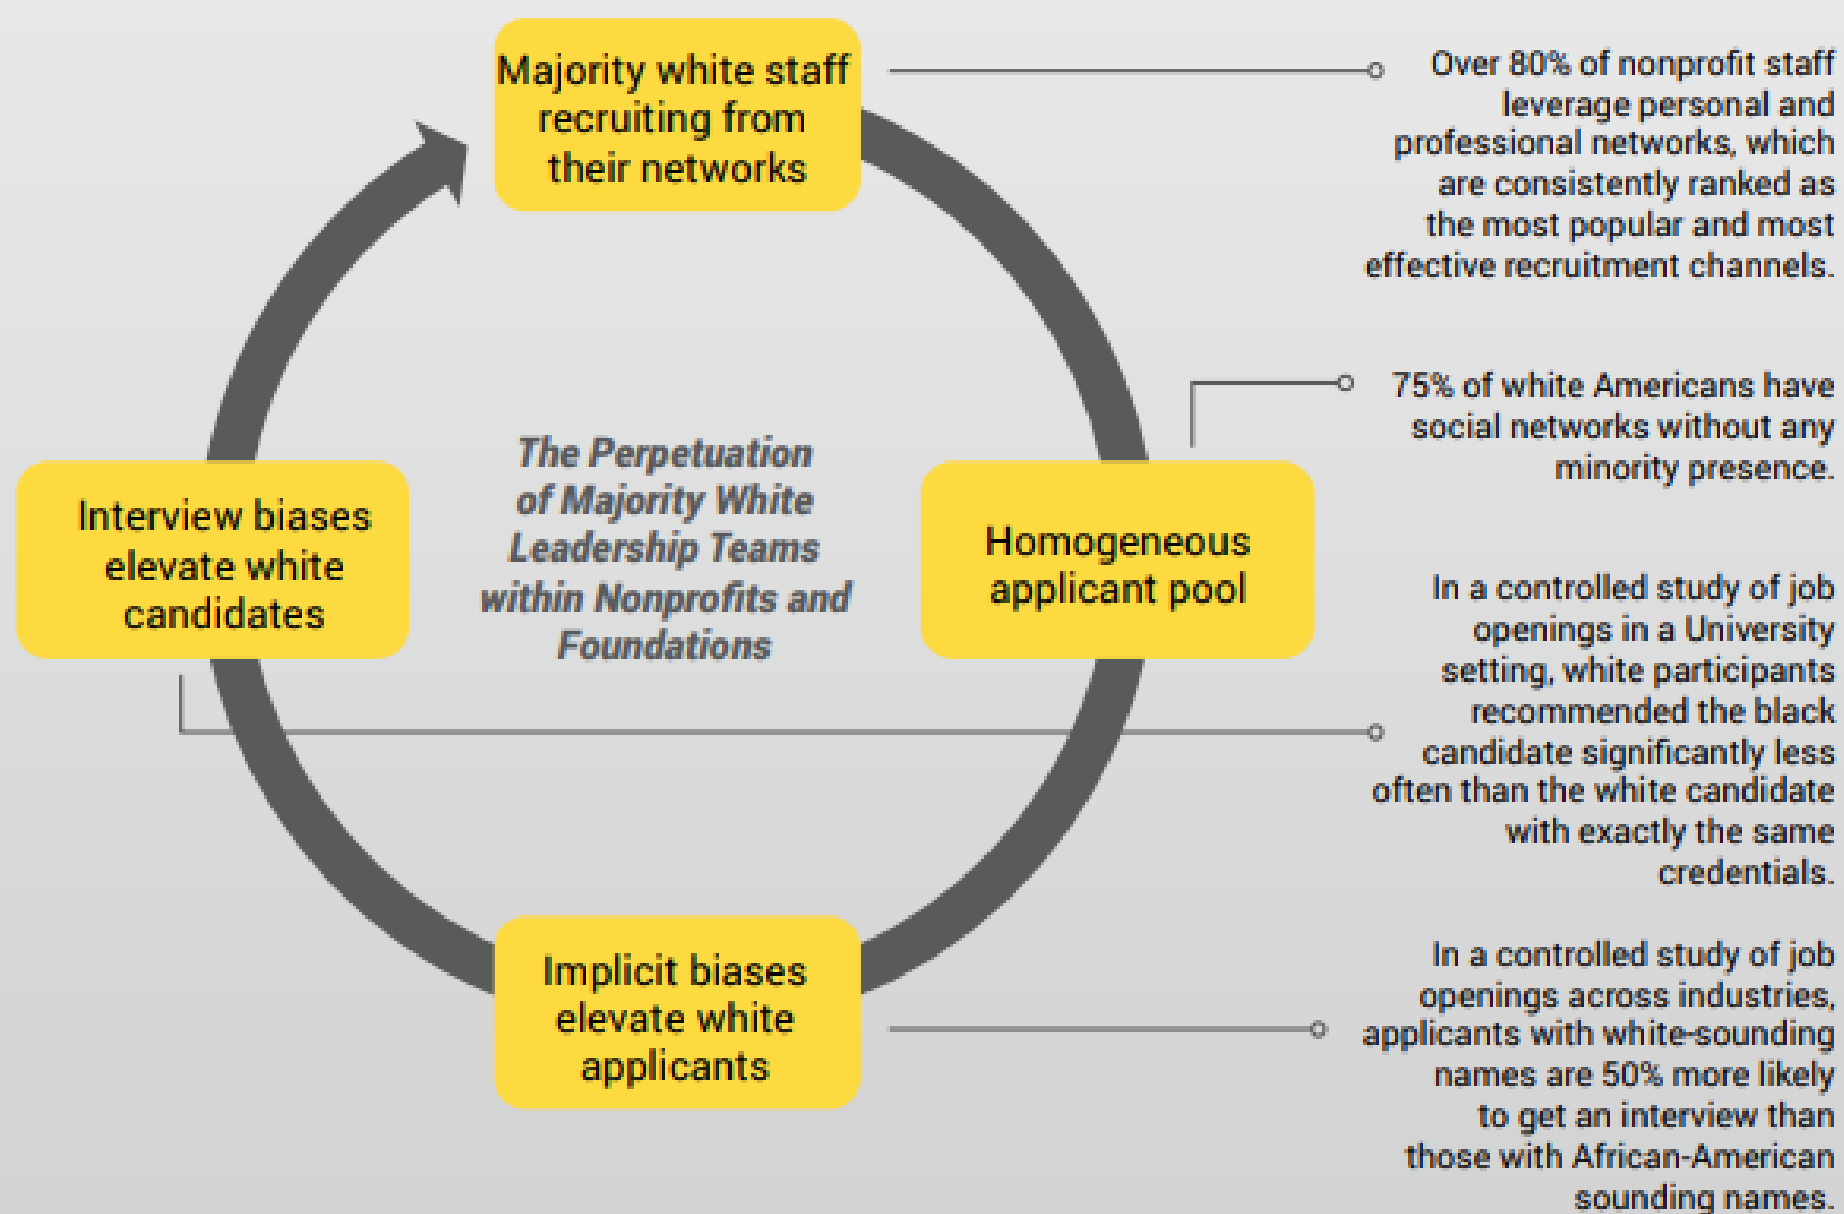 Majority white staff
recruiting from
their networks
Over 80% of nonprofit staff
leverage personal and
professional networks, which
are consistently ranked as
the most popular and most
effective recruitment channels.
Homogeneous
applicant pool
75% of white Americans have
social networks without any
minority presence.
Interview biases
elevate white
candidates
The Perpetuation
of Majority White
Leadership Teams
within Nonprofits and
Foundations
In a controlled study of job
openings in a University
setting, white participants
recommended the black
candidate significantly less
often than the white candidate
with exactly the same
credentials.
Implicit biases
elevate white
applicants
In a controlled study of job
openings across industries,
applicants with white-sounding
names are 50% more likely
to get an interview than
those with African-American
sounding names.